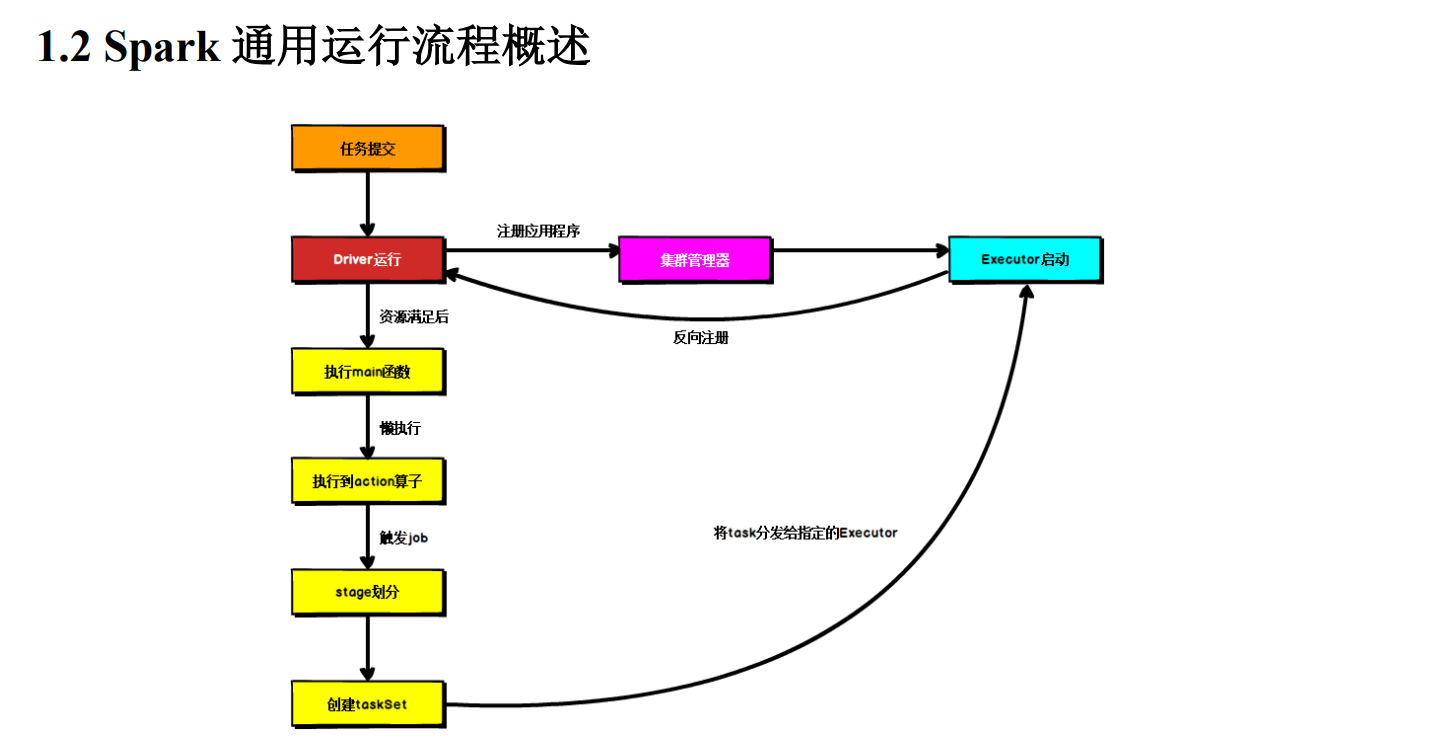 1.2 Spark 通用运行流程概述
任务提交
注册应用程序
Driver运行
集群管理器
Executor启动
资源满足后
反向注册
执行main函数
懒执行
执行到action算子
将task分发给指定的Executor
触发job
stage划分
创建taskSet